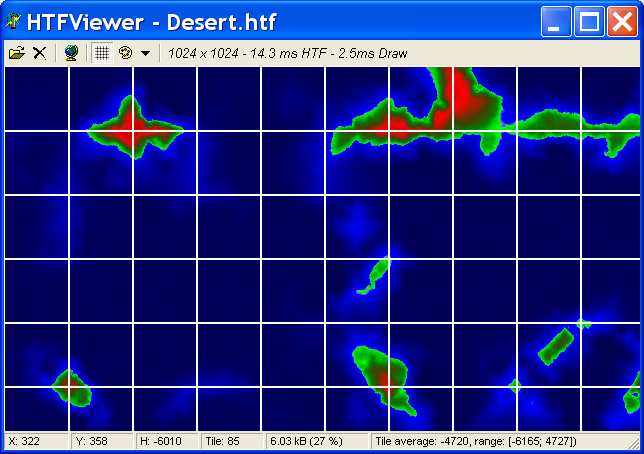 HTFViewer - Desert.htf
1024 x 1024 - 14.3 ms HTF - 2.5ms Draw
X: 322 Y: 358 H: -6010 Tile: 85 6.03 kB (27 %) Tile average: -4720, range: [-6165; 4727])